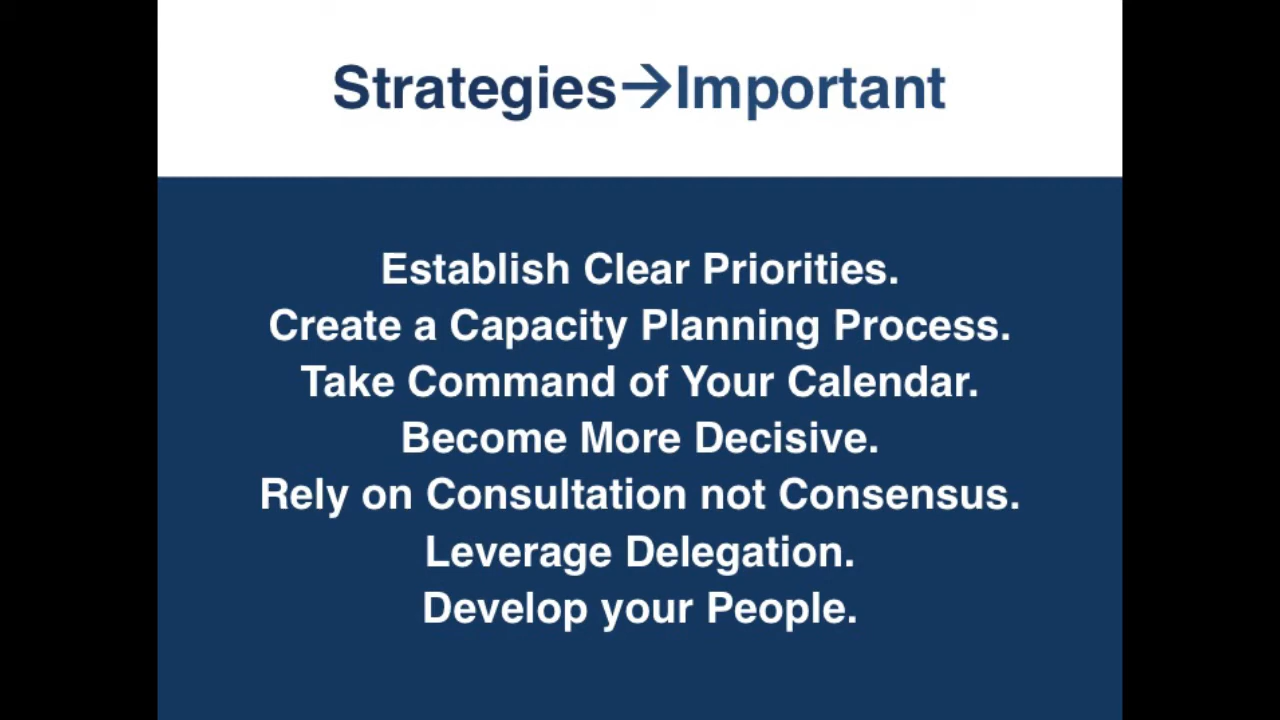 Strategies→Important
Establish Clear Priorities.
Create a Capacity Planning Process.
Take Command of Your Calendar.
Become More Decisive.
Rely on Consultation not Consensus.
Leverage Delegation.
Develop your People.